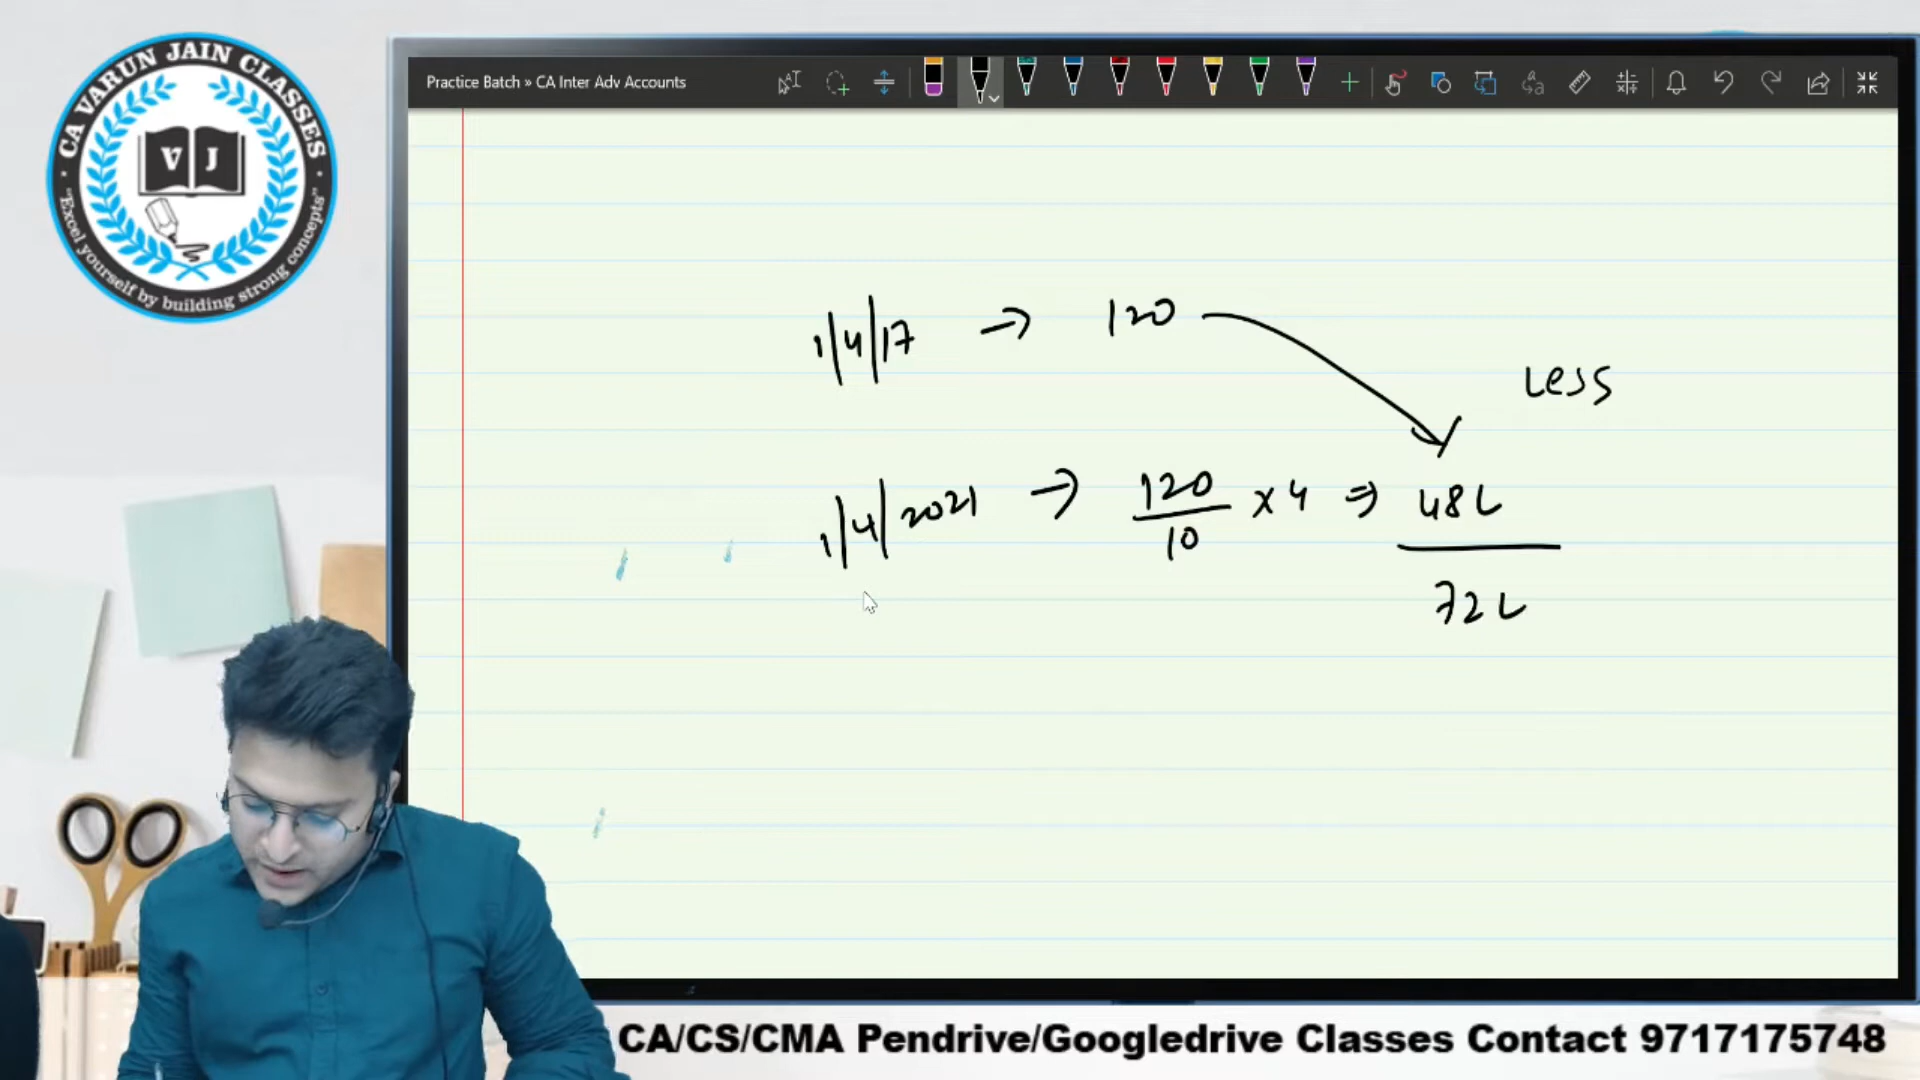 CA VARUN JAIN CLASSES
V J
"Excel yourself by building strong concepts"
Practice Batch » CA Inter Adv Accounts
1/4/17 → 120
Less
1/4/2021 → 120/10 x 4 ⇒ 48L
72L
CA/CS/CMA Pendrive/Googledrive Classes Contact 9717175748